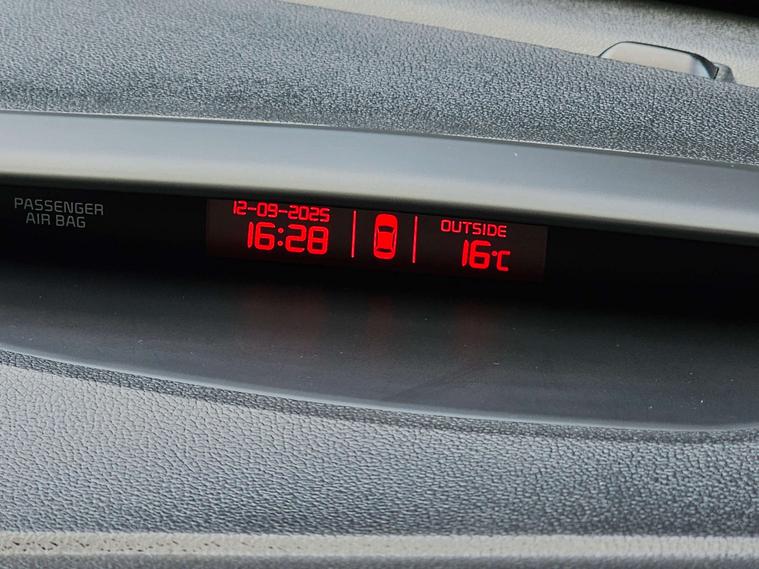 PASSENGER
AIR BAG
12-09-2025
16:28
OUTSIDE
16°C